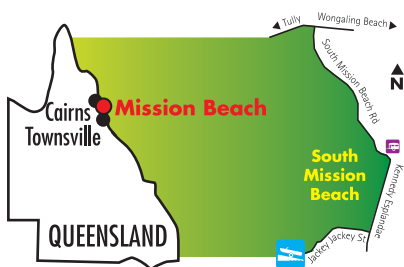 Tully Wongaling Beach
South Mission Beach Rd
N
Cairns
Townsville
Mission Beach
South
Mission
Beach
Kennedy Esplandae
Jackey Jackey St
QUEENSLAND